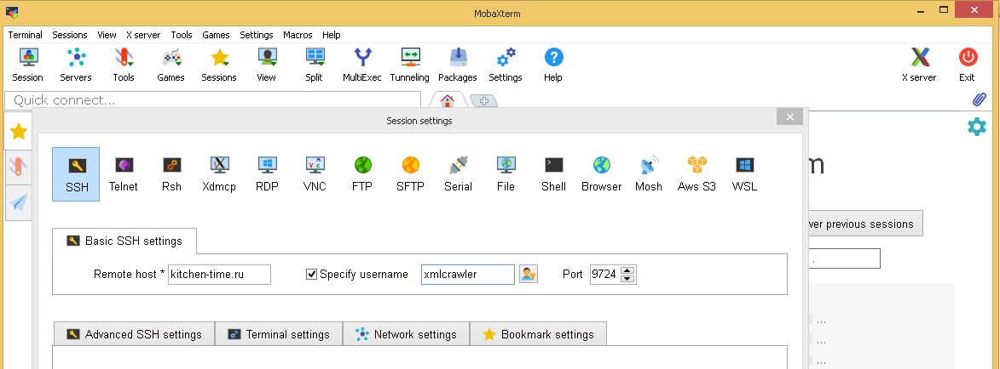 MobaXterm
Terminal Sessions View X server Tools Games Settings Macros Help
Session Servers Tools Games Sessions View Split MultiExec Tunneling Packages Settings Help X server Exit
Quick connect...
Session settings
SSH Telnet Rsh Xdmcp RDP VNC FTP SFTP Serial File Shell Browser Mosh Aws S3 WSL
m
ver previous sessions
Basic SSH settings
Remote host * kitchen-time.ru Specify username xmlcrawler Port 9724
.
...
Advanced SSH settings Terminal settings Network settings Bookmark settings
...
...